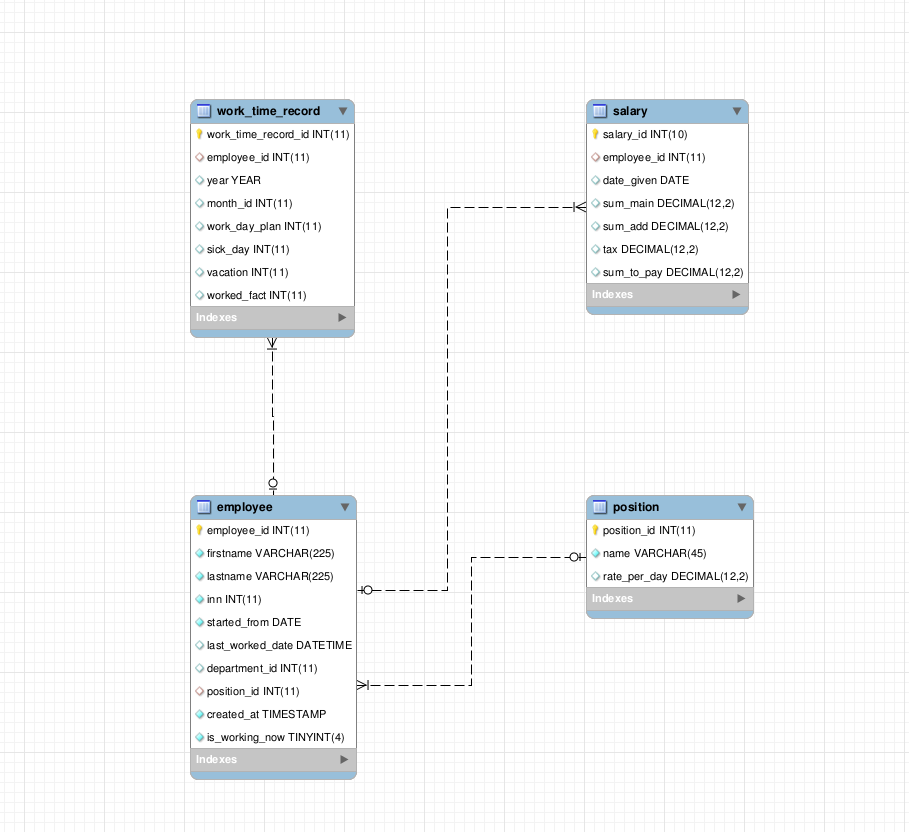 work_time_record
work_time_record_id INT(11)
employee_id INT(11)
year YEAR
month_id INT(11)
work_day_plan INT(11)
sick_day INT(11)
vacation INT(11)
worked_fact INT(11)
Indexes
salary
salary_id INT(10)
employee_id INT(11)
date_given DATE
sum_main DECIMAL(12,2)
sum_add DECIMAL(12,2)
tax DECIMAL(12,2)
sum_to_pay DECIMAL(12,2)
Indexes
employee
employee_id INT(11)
firstname VARCHAR(225)
lastname VARCHAR(225)
inn INT(11)
started_from DATE
last_worked_date DATETIME
department_id INT(11)
position_id INT(11)
created_at TIMESTAMP
is_working_now TINYINT(4)
Indexes
position
position_id INT(11)
name VARCHAR(45)
rate_per_day DECIMAL(12,2)
Indexes